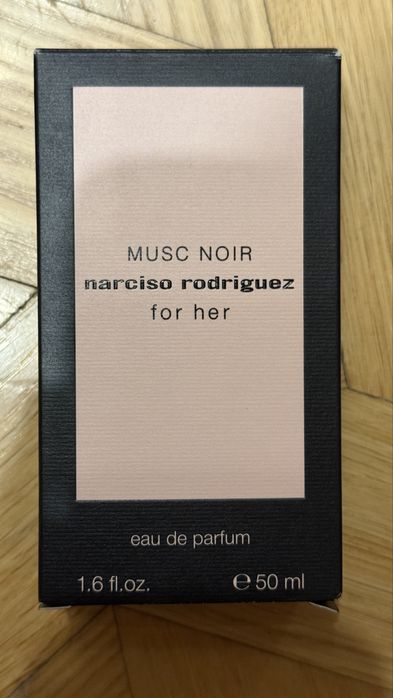 MUSC NOIR
narciso rodriguez
for her
eau de parfum
1.6 fl.oz. ℮ 50 ml